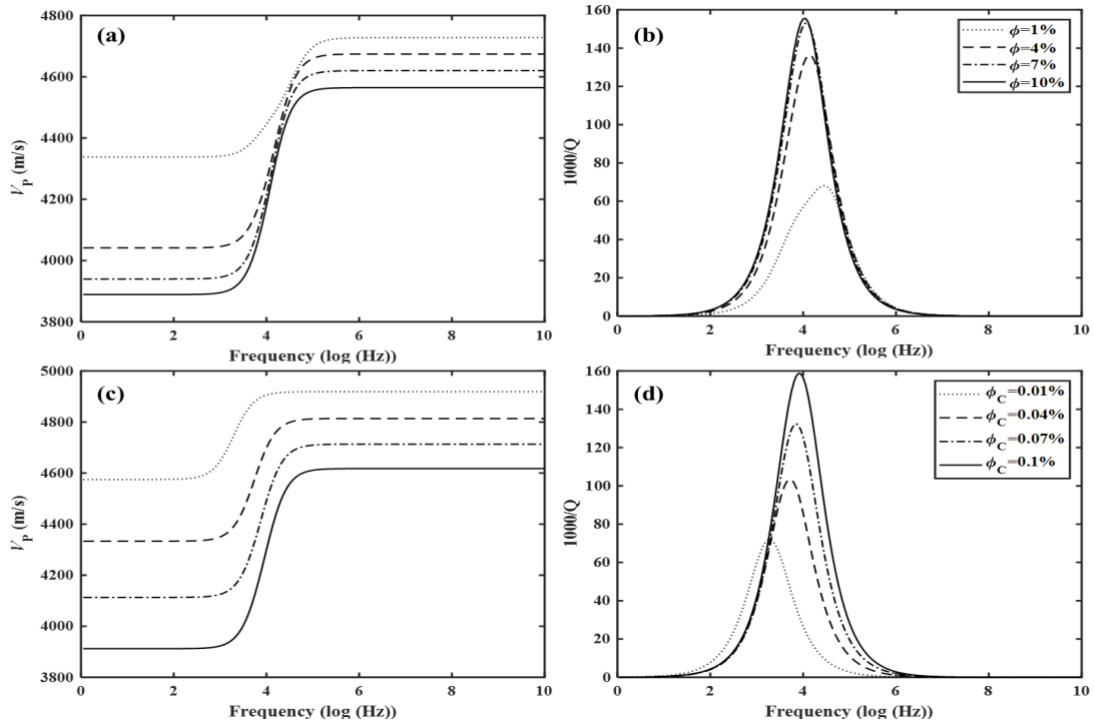 (a)
4800
4600
4400
4200
4000
3800
V_P (m/s)
0 2 4 6 8 10
Frequency (log (Hz))
(b)
160
140
120
100
80
60
40
20
0
1000/Q
ϕ=1%
ϕ=4%
ϕ=7%
ϕ=10%
0 2 4 6 8 10
Frequency (log (Hz))
(c)
5000
4800
4600
4400
4200
4000
3800
V_P (m/s)
0 2 4 6 8 10
Frequency (log (Hz))
(d)
160
140
120
100
80
60
40
20
0
1000/Q
ϕ_C=0.01%
ϕ_C=0.04%
ϕ_C=0.07%
ϕ_C=0.1%
0 2 4 6 8 10
Frequency (log (Hz))